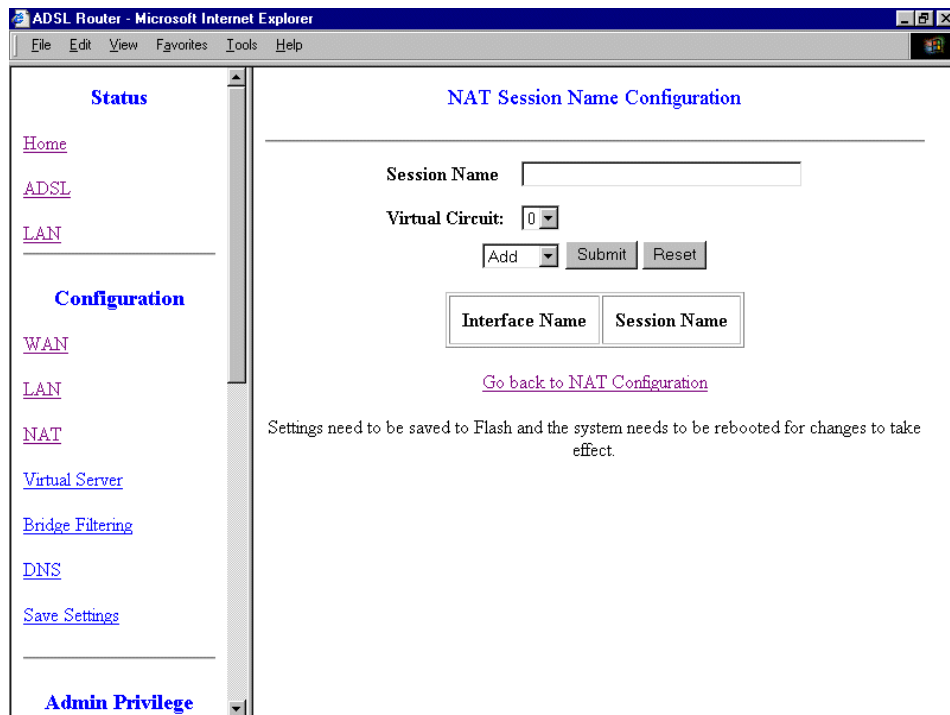 ADSL Router - Microsoft Internet Explorer
File Edit View Favorites Tools Help
Status
Home
ADSL
LAN
Configuration
WAN
LAN
NAT
Virtual Server
Bridge Filtering
DNS
Save Settings
Admin Privilege
NAT Session Name Configuration
Session Name
Virtual Circuit: 0
Add Submit Reset
Interface Name Session Name
Go back to NAT Configuration
Settings need to be saved to Flash and the system needs to be rebooted for changes to take
effect.